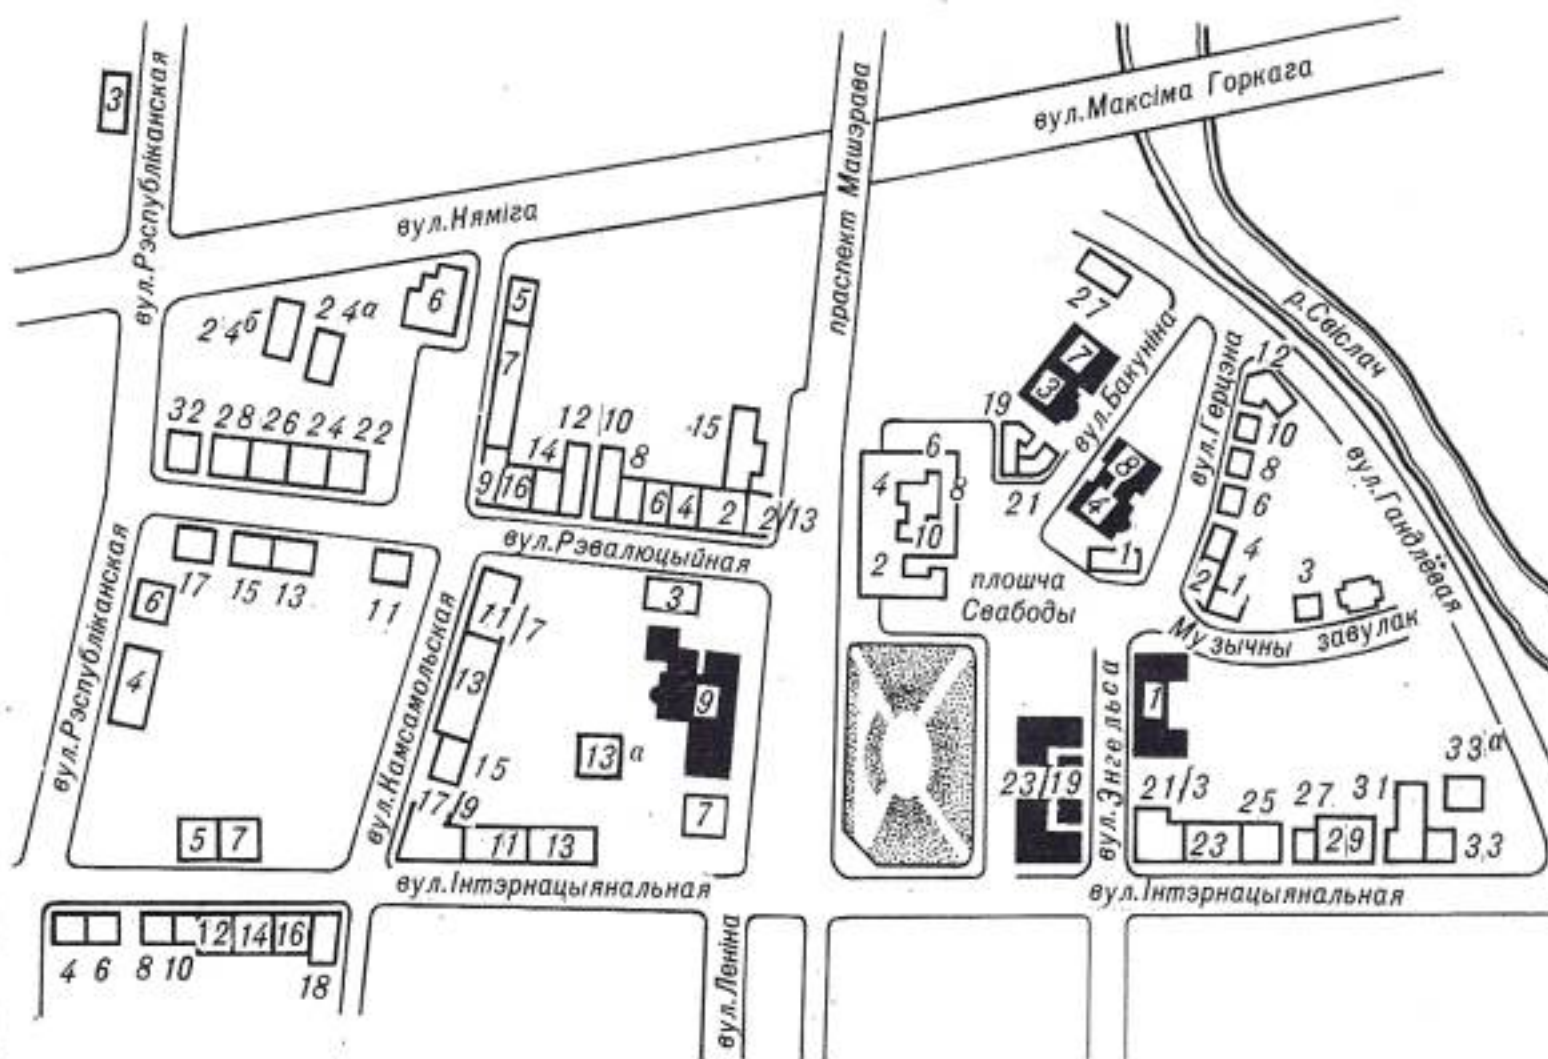 3
вул.Рэспубліканская
вул.Няміга
праспект Машэрава
вул.Максіма Горкага
р.Свіслач
24б
24а
6
5
7
32 28 26 24 22
12 10
14
8
15
9 16
6 4 2 2/13
вул.Рэвалюцыйная
27
7
3
вул.Бакуніна
19
21
6
4
8
10
2
8
4
1
плошча
Свабоды
вул.Герцэна
12
10
8
6
4
2
1
3
вул.Гандлёвая
Музычны завулак
вул.Рэспубліканская
17 15 13
11
6
4
5 7
вул.Камсамольская
11/7
13
15
17/9
11 13
3
9
13а
7
23/19
вул.Энгельса
1
21/3
23
25
27
29
31
33а
33
вул.Інтэрнацыянальная
вул.Інтэрнацыянальная
4 6 8 10 12 14 16
18
вул.Леніна